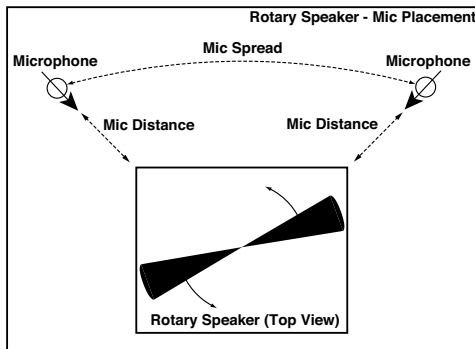 Rotary Speaker - Mic Placement
Mic Spread
Microphone
Microphone
Mic Distance
Mic Distance
Rotary Speaker (Top View)